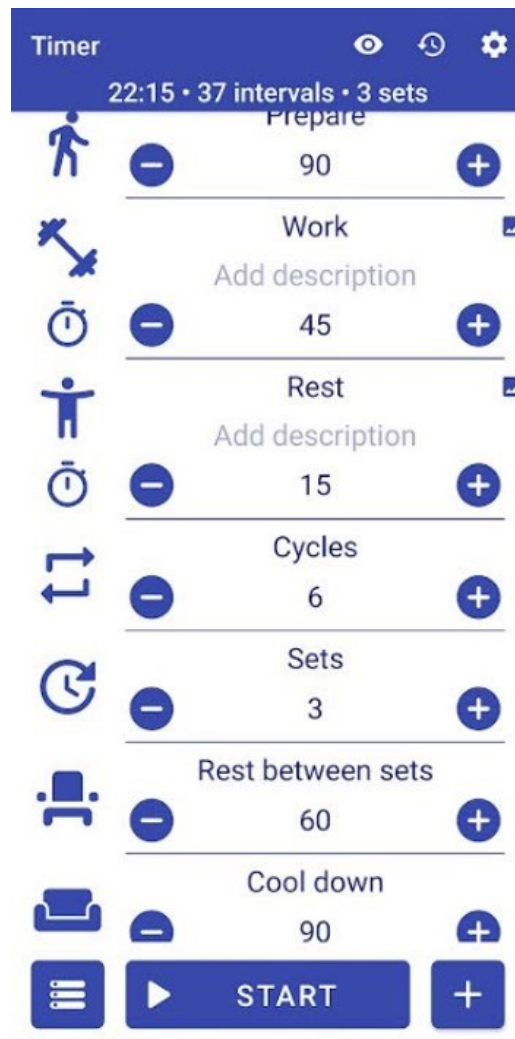 Timer
22:15 • 37 intervals • 3 sets
Prepare
90
Work
Add description
45
Rest
Add description
15
Cycles
6
Sets
3
Rest between sets
60
Cool down
90
START